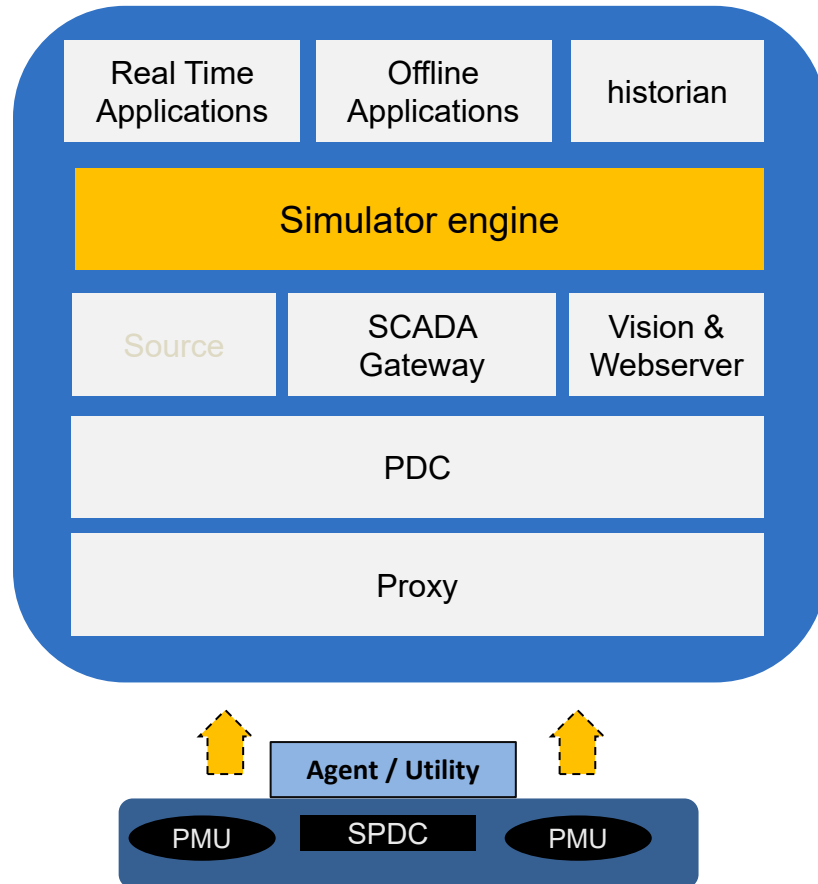 Real Time
Applications
Offline
Applications
historian
Simulator engine
Source
SCADA
Gateway
Vision &
Webserver
PDC
Proxy
Agent / Utility
PMU
SPDC
PMU